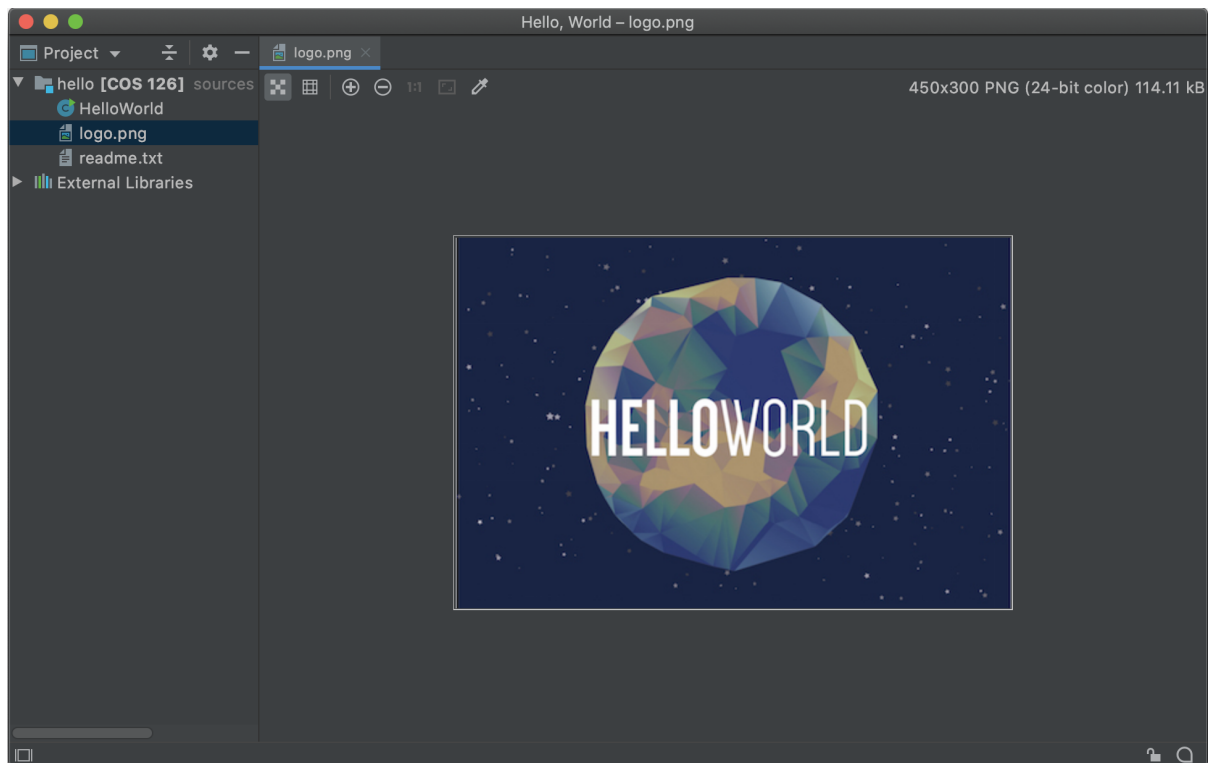 Hello, World – logo.png
Project
logo.png
hello [COS 126] sources
1:1
450x300 PNG (24-bit color) 114.11 kB
HelloWorld
logo.png
readme.txt
External Libraries
HELLOWORLD